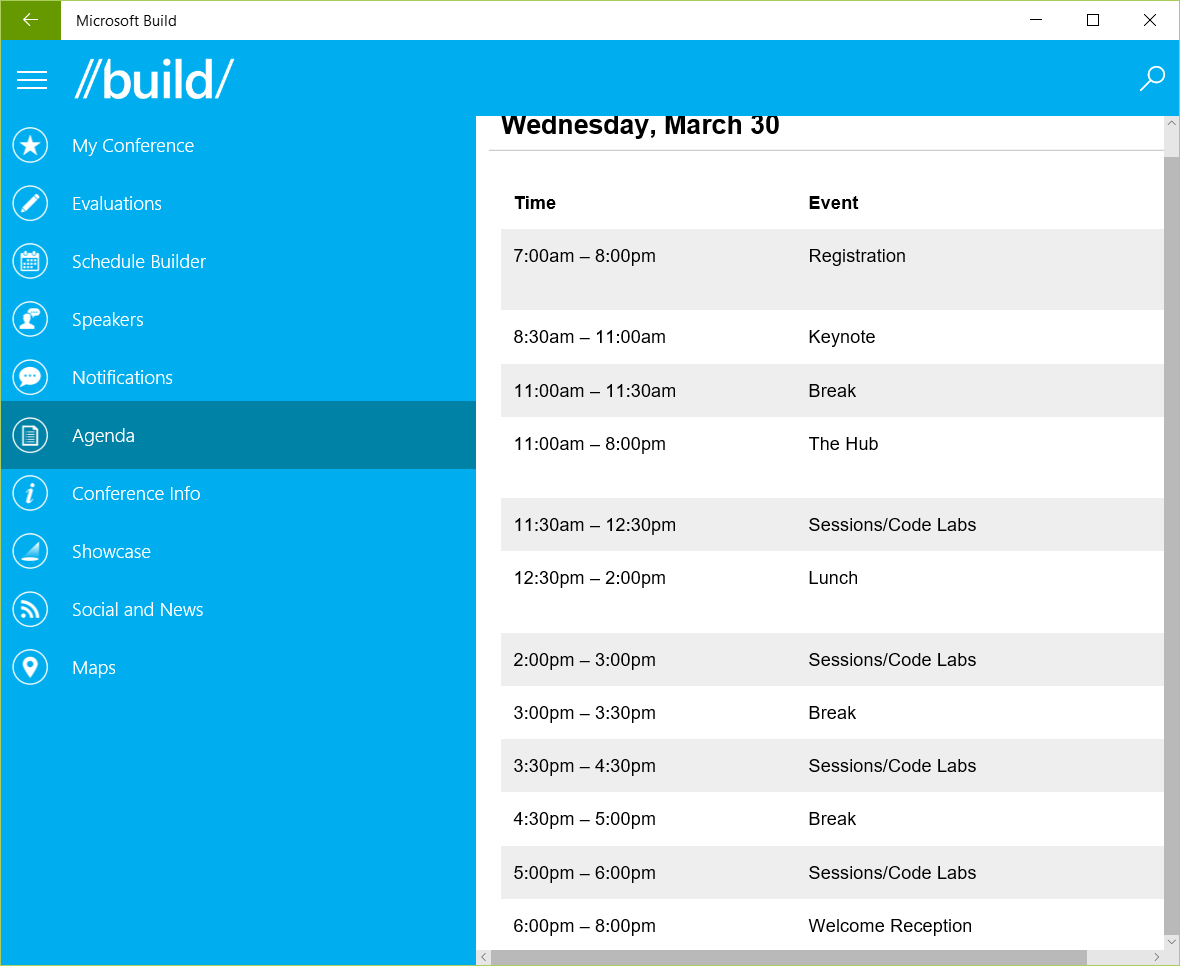 Microsoft Build
//build/
My Conference
Evaluations
Schedule Builder
Speakers
Notifications
Agenda
Conference Info
Showcase
Social and News
Maps
Wednesday, March 30
Time Event
7:00am – 8:00pm Registration
8:30am – 11:00am Keynote
11:00am – 11:30am Break
11:00am – 8:00pm The Hub
11:30am – 12:30pm Sessions/Code Labs
12:30pm – 2:00pm Lunch
2:00pm – 3:00pm Sessions/Code Labs
3:00pm – 3:30pm Break
3:30pm – 4:30pm Sessions/Code Labs
4:30pm – 5:00pm Break
5:00pm – 6:00pm Sessions/Code Labs
6:00pm – 8:00pm Welcome Reception